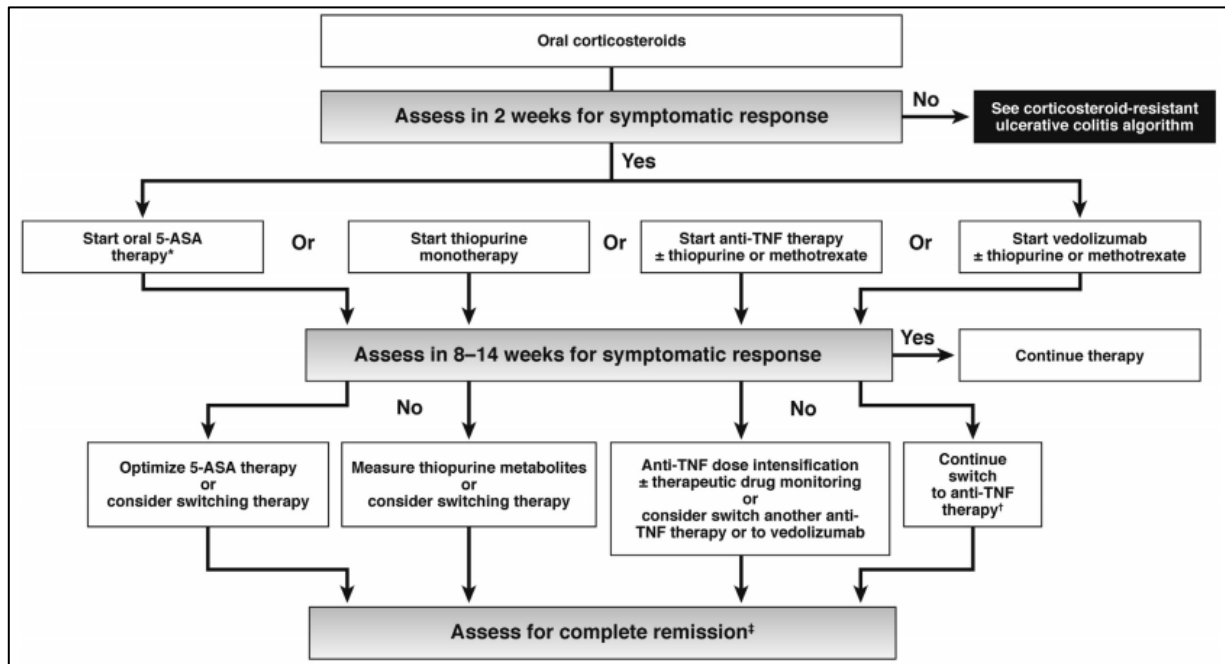 Oral corticosteroids
Assess in 2 weeks for symptomatic response
No
See corticosteroid-resistant
ulcerative colitis algorithm
Yes
Start oral 5-ASA
therapy*
Or
Start thiopurine
monotherapy
Or
Start anti-TNF therapy
± thiopurine or methotrexate
Or
Start vedolizumab
± thiopurine or methotrexate
Assess in 8–14 weeks for symptomatic response
Yes
Continue therapy
No
No
Optimize 5-ASA therapy
or
consider switching therapy
Measure thiopurine metabolites
or
consider switching therapy
Anti-TNF dose intensification
± therapeutic drug monitoring
or
consider switch another anti-
TNF therapy or to vedolizumab
Continue
switch
to anti-TNF
therapy†
Assess for complete remission‡